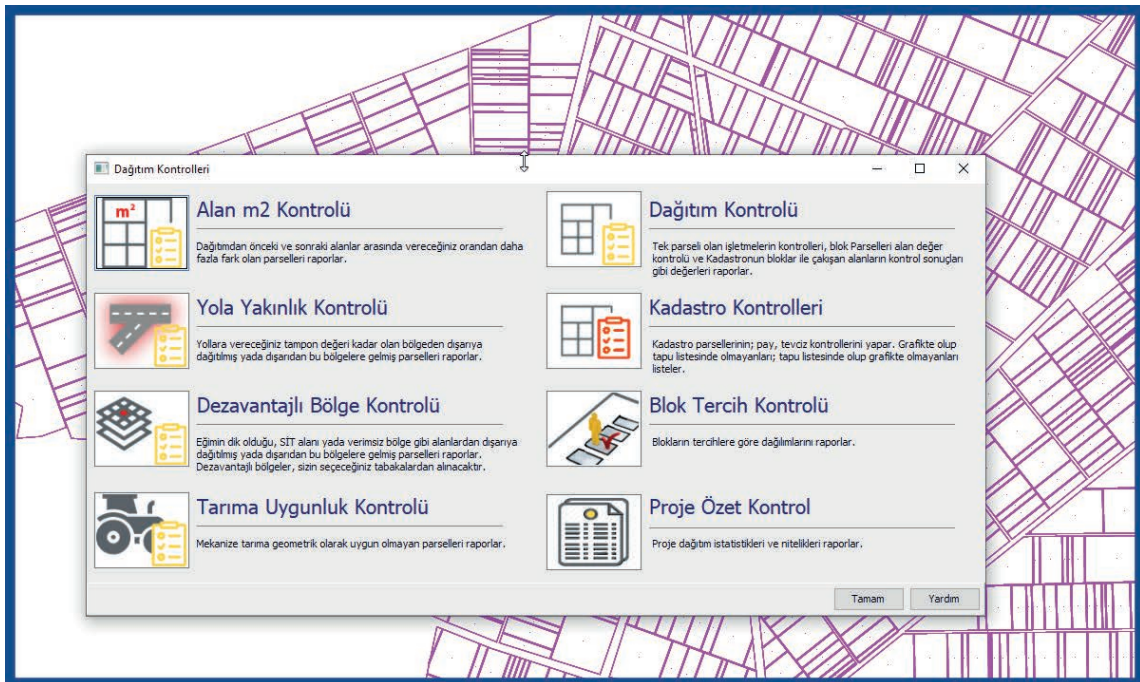 Dağıtım Kontrolleri
m²
Alan m2 Kontrolü
Dağıtımdan önceki ve sonraki alanlar arasında vereceğiniz orandan daha
fazla fark olan parselleri raporlar.
Yola Yakınlık Kontrolü
Yollara vereceğiniz tampon değeri kadar olan bölgeden dışarıya
dağıtılmış yada dışarıdan bu bölgelere gelmiş parselleri raporlar.
Dezavantajlı Bölge Kontrolü
Eğimin dik olduğu, SİT alanı yada verimsiz bölge gibi alanlardan dışarıya
dağıtılmış yada dışarıdan bu bölgelere gelmiş parselleri raporlar.
Dezavantajlı bölgeler, sizin seçeceğiniz tabakalardan alınacaktır.
Tarıma Uygunluk Kontrolü
Mekanize tarıma geometrik olarak uygun olmayan parselleri raporlar.
Dağıtım Kontrolü
Tek parseli olan işletmelerin kontrolleri, blok Parselleri alan değer
kontrolü ve Kadastronun bloklar ile çakışan alanların kontrol sonuçları
gibi değerleri raporlar.
Kadastro Kontrolleri
Kadastro parsellerinin; pay, tevciz kontrollerini yapar. Grafikte olup
tapu listesinde olmayanları; tapu listesinde olup grafikte olmayanları
listeler.
Blok Tercih Kontrolü
Blokların tercihlere göre dağılımlarını raporlar.
Proje Özet Kontrol
Proje dağıtım istatistikleri ve nitelikleri raporlar.
Tamam
Yardım